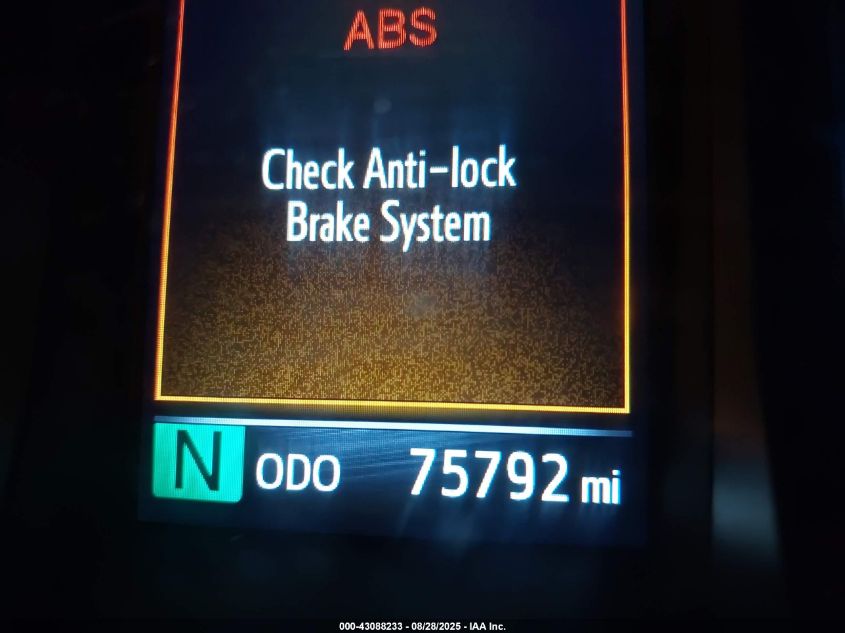 ABS
Check Anti-lock
Brake System
N ODO 75792 mi
000-43088233 - 08/28/2025 - IAA Inc.